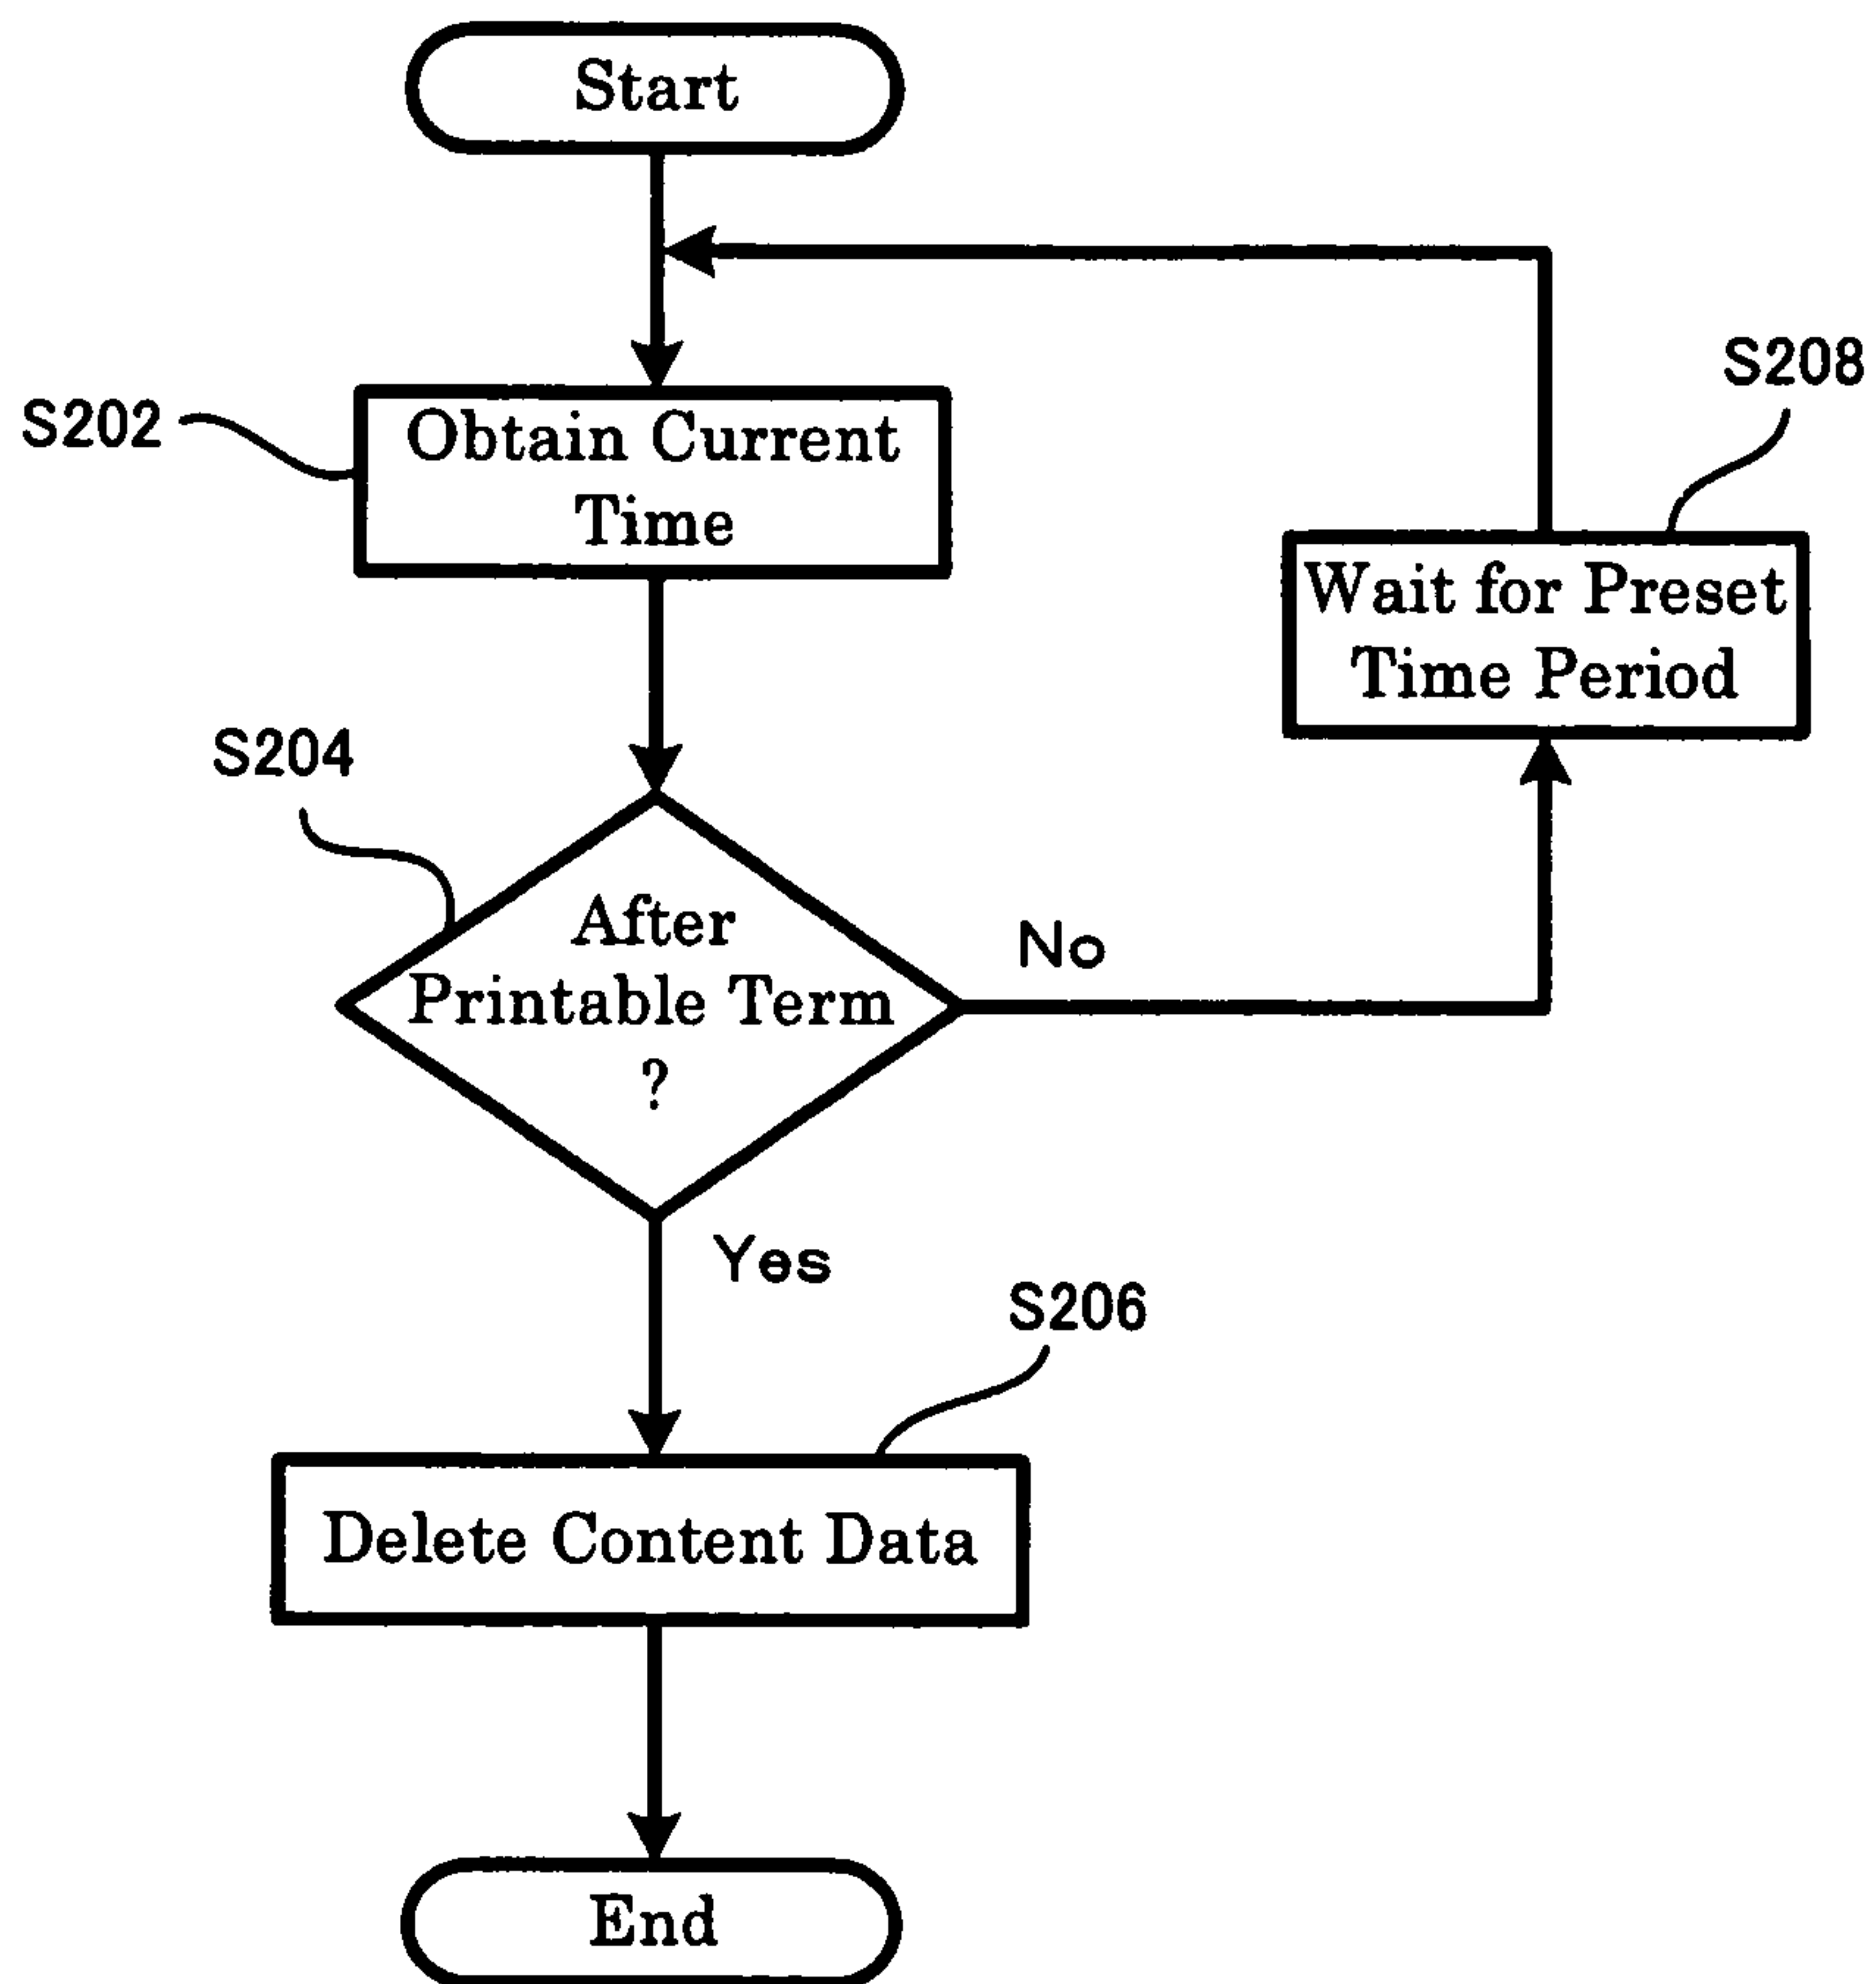 Start
S202
Obtain Current
Time
S208
Wait for Preset
Time Period
S204
After
Printable Term
?
No
Yes
S206
Delete Content Data
End